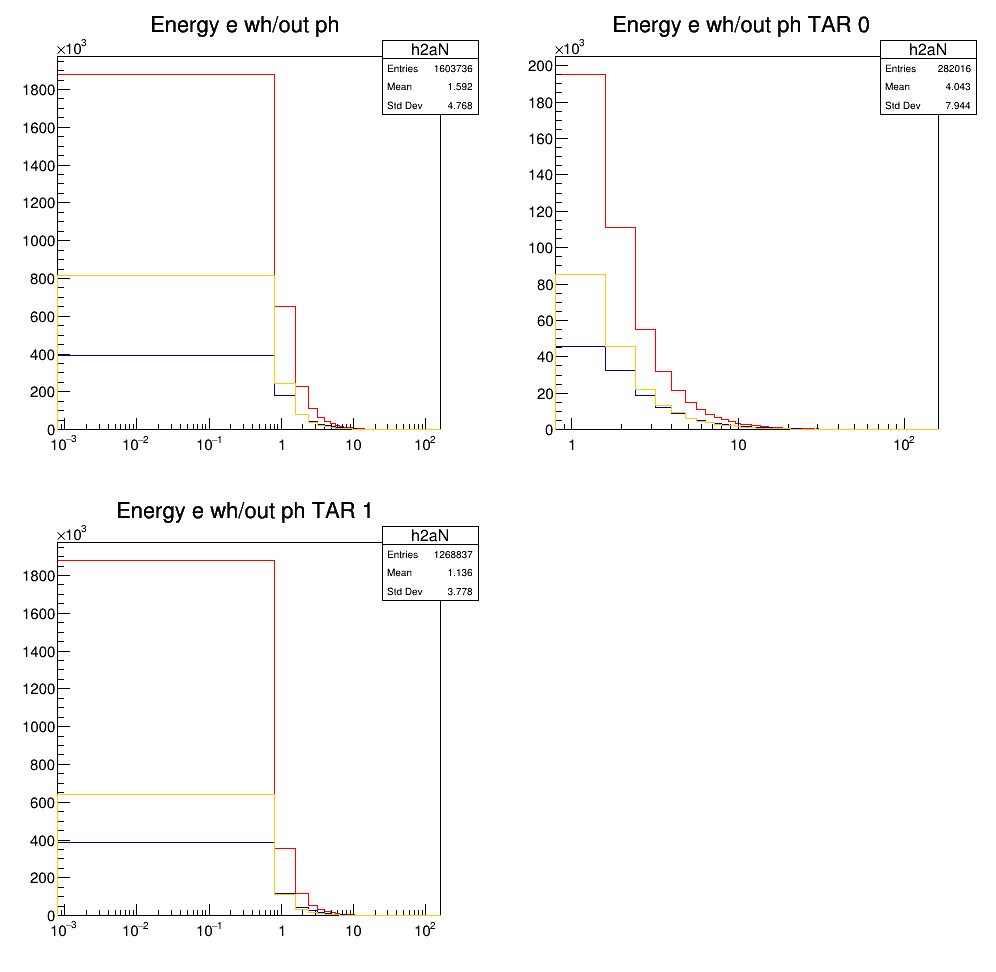 Energy e wh/out ph
×10³
h2aN
Entries 1603736
Mean 1.592
Std Dev 4.768
1800
1600
1400
1200
1000
800
600
400
200
0
10⁻³ 10⁻² 10⁻¹ 1 10 10²
Energy e wh/out ph TAR 0
×10³
h2aN
Entries 282016
Mean 4.043
Std Dev 7.944
200
180
160
140
120
100
80
60
40
20
0
1 10 10²
Energy e wh/out ph TAR 1
×10³
h2aN
Entries 1268837
Mean 1.136
Std Dev 3.778
1800
1600
1400
1200
1000
800
600
400
200
0
10⁻³ 10⁻² 10⁻¹ 1 10 10²